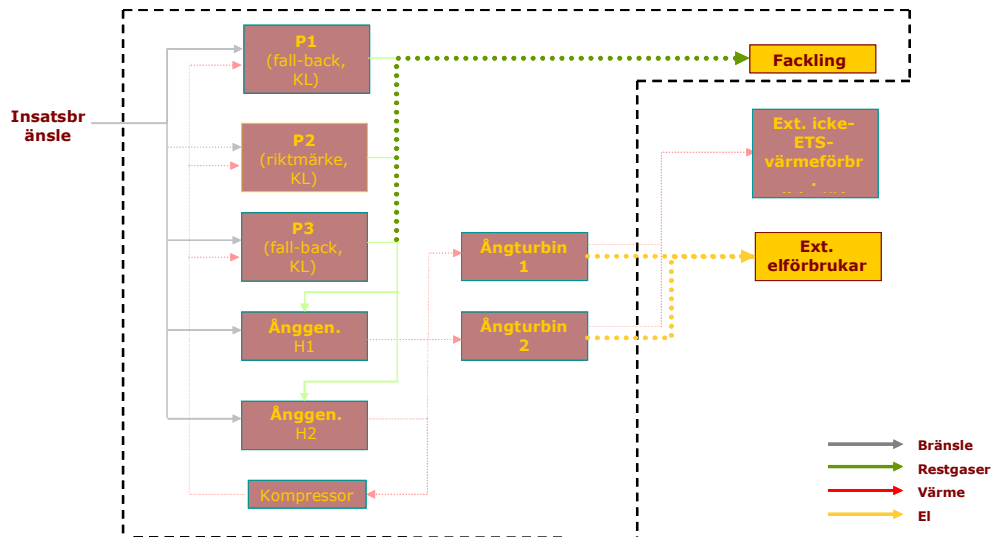 P1
(fall-back,
KL)
Fackling
Insatsbr
änsle
P2
(riktmärke,
KL)
Ext. icke-
ETS-
värmeförbr
.
P3
(fall-back,
KL)
Ångturbin
1
Ext.
elförbrukar
Ånggen.
H1
Ångturbin
2
Ånggen.
H2
Kompressor
Bränsle
Restgaser
Värme
El